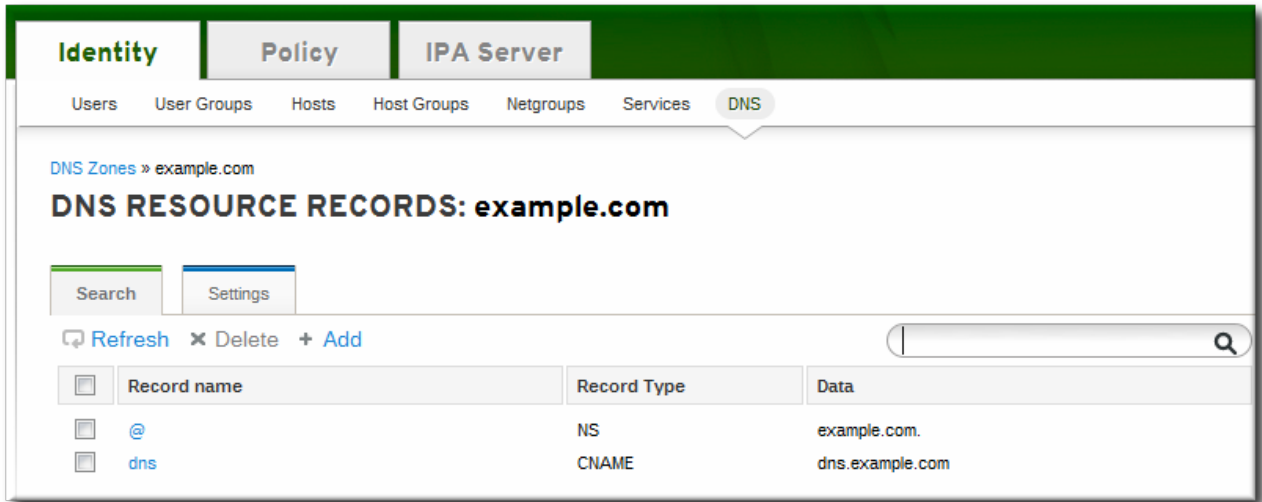 Identity Policy IPA Server
Users User Groups Hosts Host Groups Netgroups Services DNS
DNS Zones » example.com
DNS RESOURCE RECORDS: example.com
Search Settings
Refresh Delete + Add
Record name Record Type Data
@ NS example.com.
dns CNAME dns.example.com